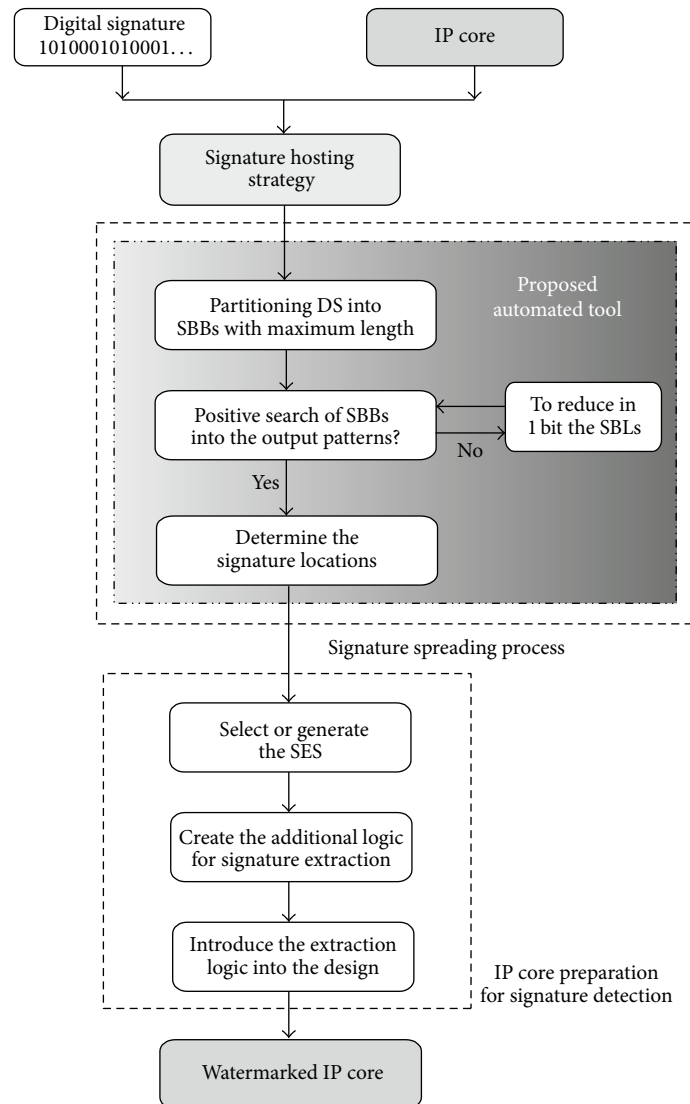 Digital signature
1010001010001...
IP core
Signature hosting
strategy
Proposed
automated tool
Partitioning DS into
SBBs with maximum length
Positive search of SBBs
into the output patterns?
To reduce in
1 bit the SBLs
No
Yes
Determine the
signature locations
Signature spreading process
Select or generate
the SES
Create the additional logic
for signature extraction
Introduce the extraction
logic into the design
IP core preparation
for signature detection
Watermarked IP core